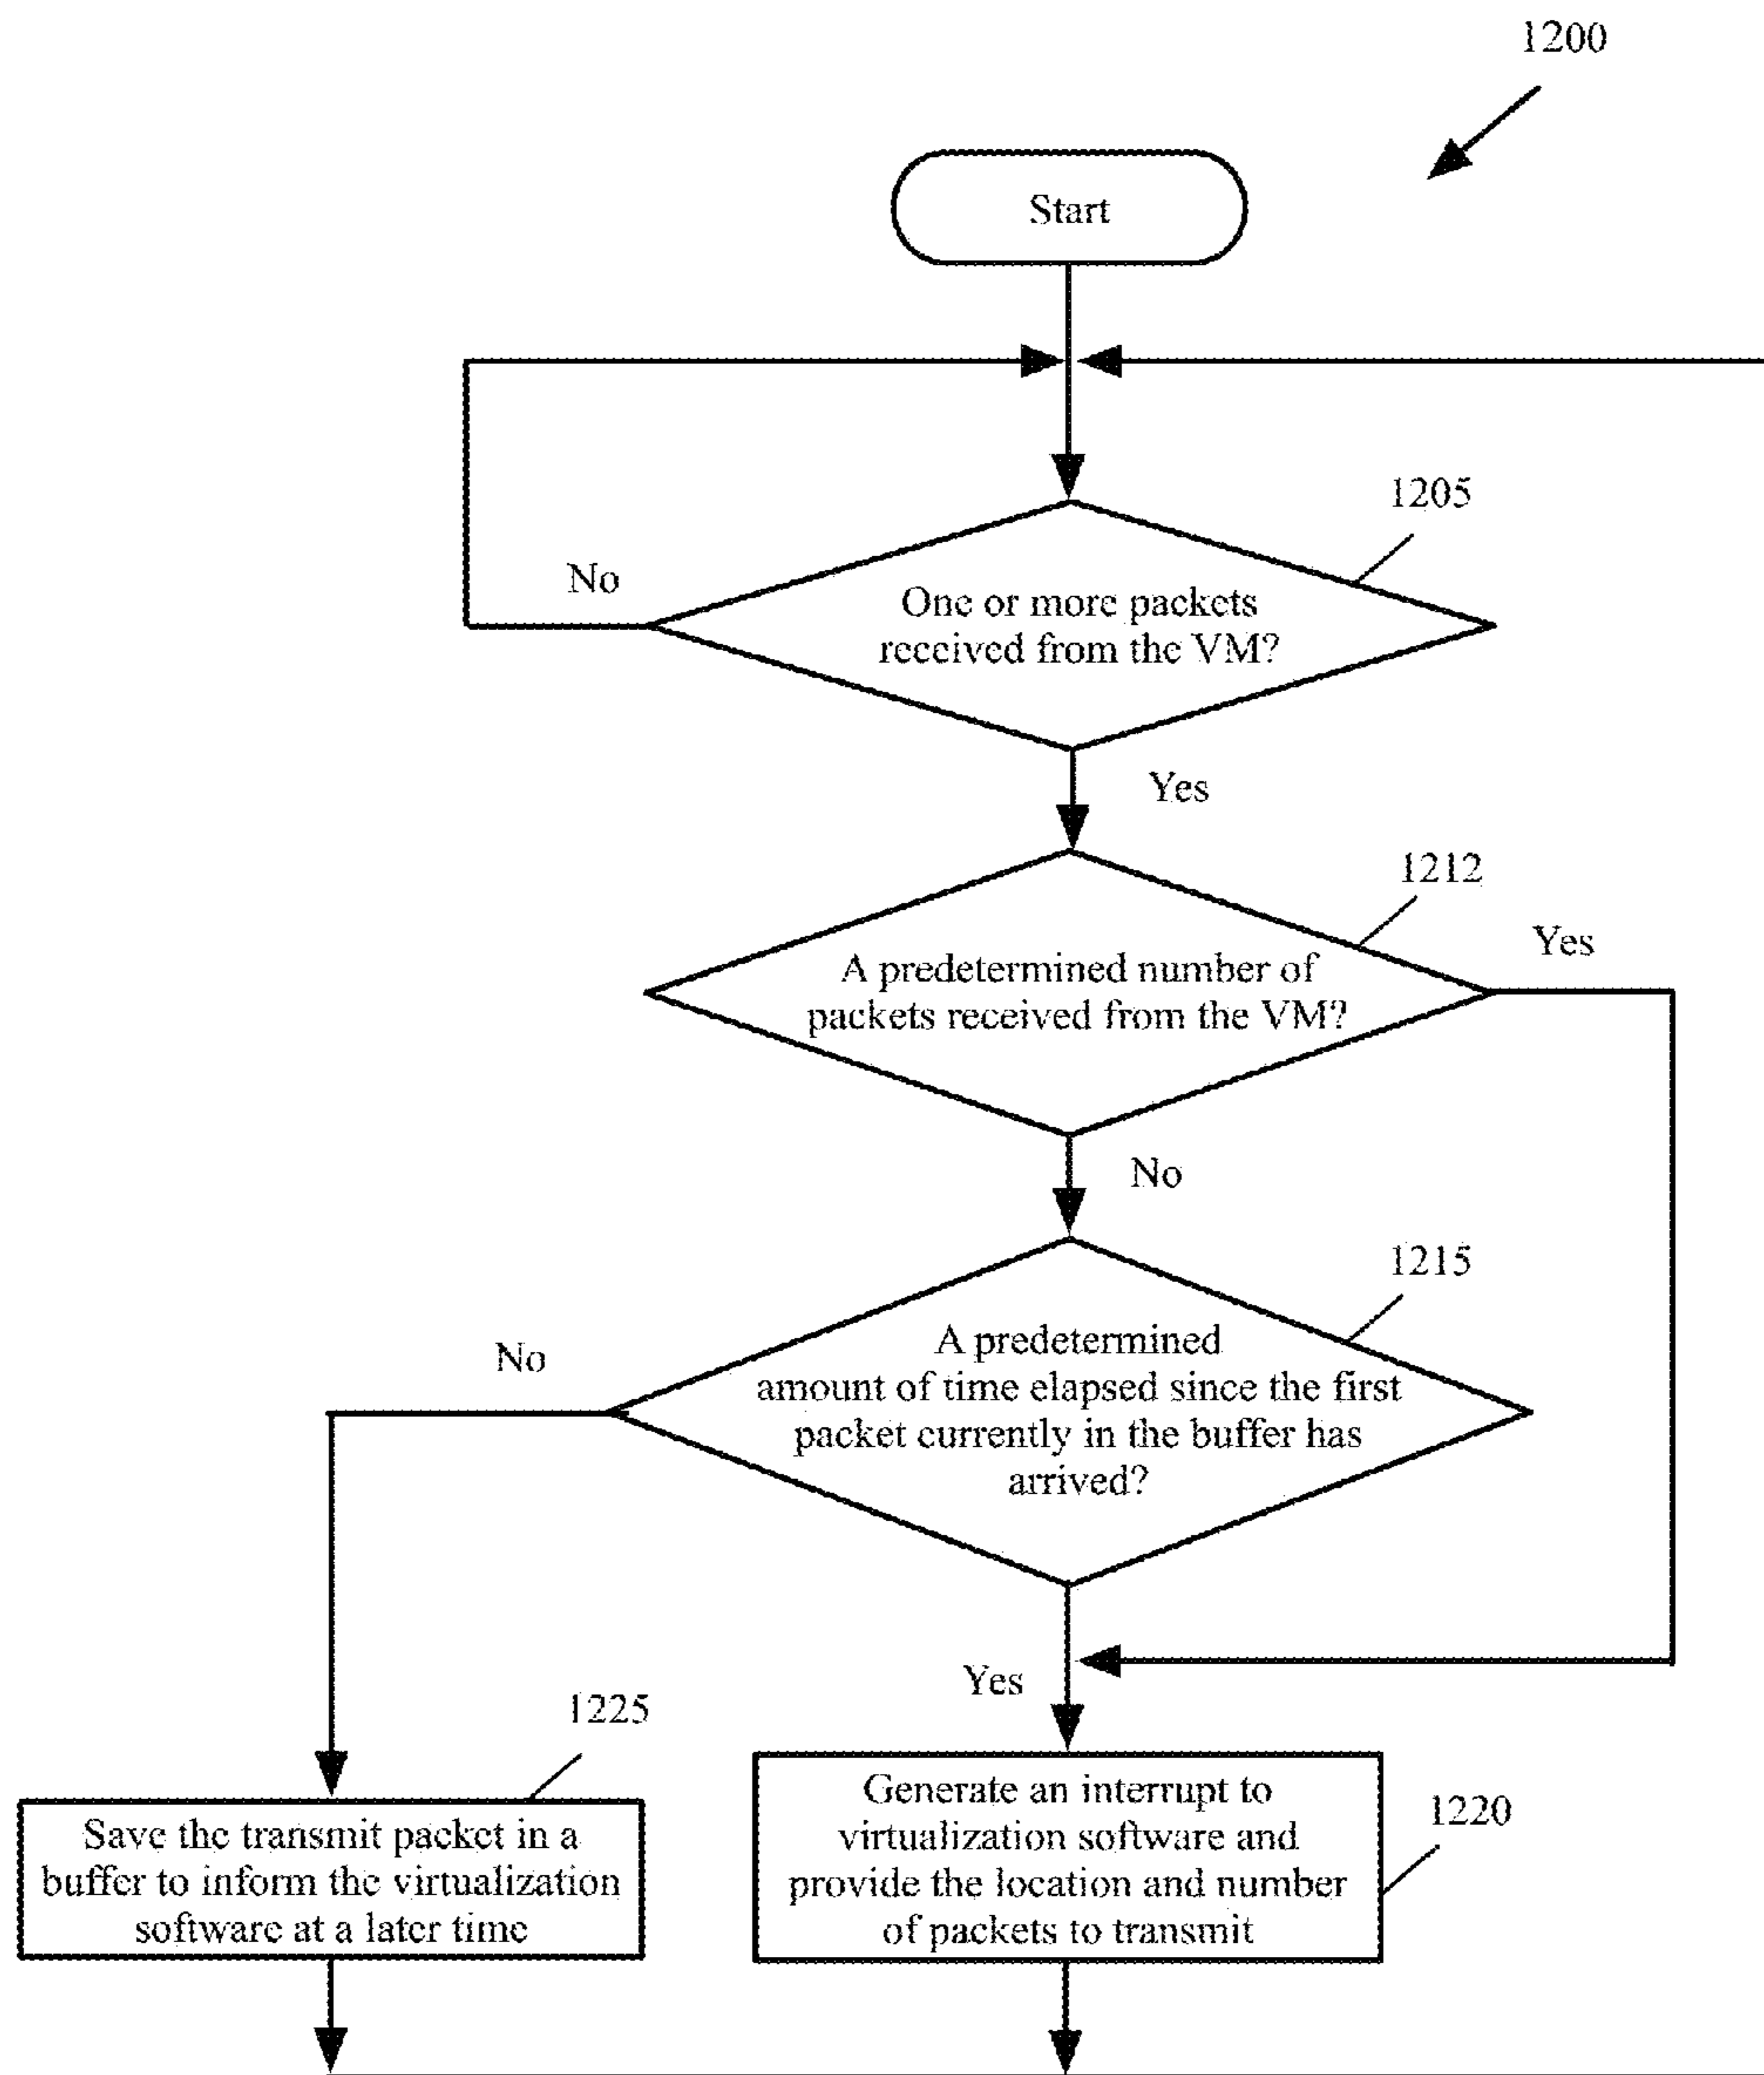 1200
Start
1205
No
One or more packets
received from the VM?
Yes
1212
Yes
A predetermined number of
packets received from the VM?
No
1215
No
A predetermined
amount of time elapsed since the first
packet currently in the buffer has
arrived?
Yes
1225
1220
Save the transmit packet in a
buffer to inform the virtualization
software at a later time
Generate an interrupt to
virtualization software and
provide the location and number
of packets to transmit